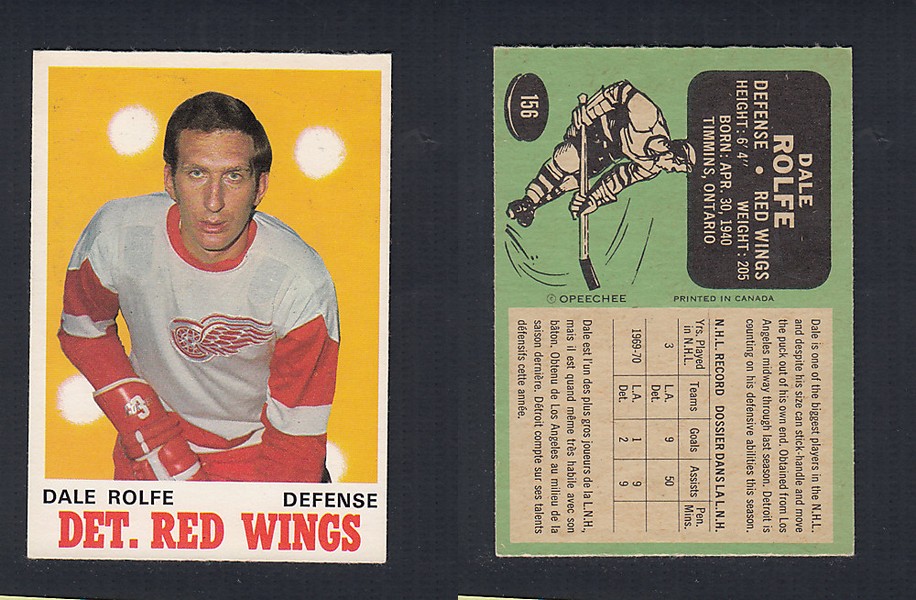 DALE ROLFE DEFENSE
DET. RED WINGS
156
DALE
ROLFE
DEFENSE • RED WINGS
HEIGHT: 6' 4" WEIGHT: 205
BORN: APR. 30, 1940
TIMMINS, ONTARIO
© OPEECHEE PRINTED IN CANADA
Dale is one of the biggest players in the N.H.L.
and despite his size can stick-handle and move
the puck out of his own end. Obtained from Los
Angeles midway through last season. Detroit is
counting on his defensive abilities this season.
N.H.L. RECORD DOSSIER DANS LA L.N.H.
Yrs. Played Teams Goals Assists Pen.
in N.H.L. Mins.
3 L.A. 9 50
Det.
1969-70 L.A. 1 9
Det. 2 9
Dale est l'un des plus gros joueurs de la L.N.H.,
mais il est quand même très habile avec son
bâton. Obtenu de Los Angeles au milieu de la
saison dernière. Détroit compte sur ses talents
défensifs cette année.